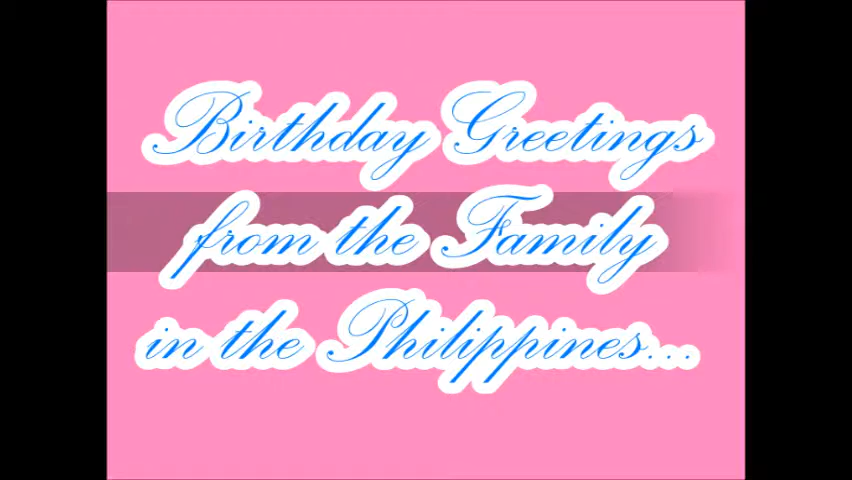 Birthday Greetings
from the Family
in the Philippines...